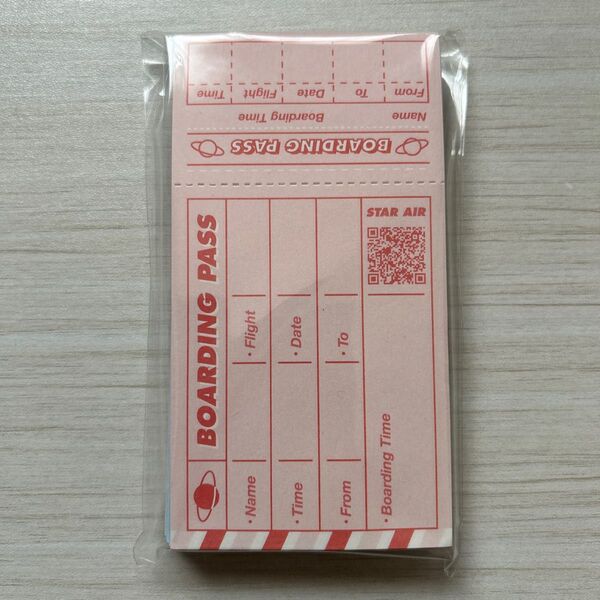 BOARDING PASS
STAR AIR
· Name
· Flight
· Time
· Date
· From
· To
· Boarding Time
BOARDING PASS
Name
Boarding Time
From
To
Date
Flight
Time